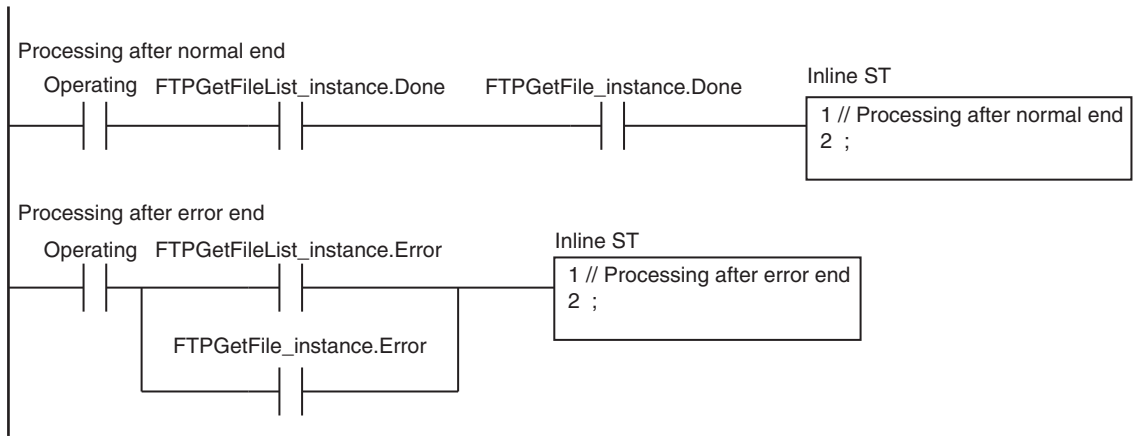 Processing after normal end
Operating FTPGetFileList_instance.Done FTPGetFile_instance.Done
Inline ST
1 // Processing after normal end
2 ;
Processing after error end
Operating FTPGetFileList_instance.Error
Inline ST
1 // Processing after error end
2 ;
FTPGetFile_instance.Error